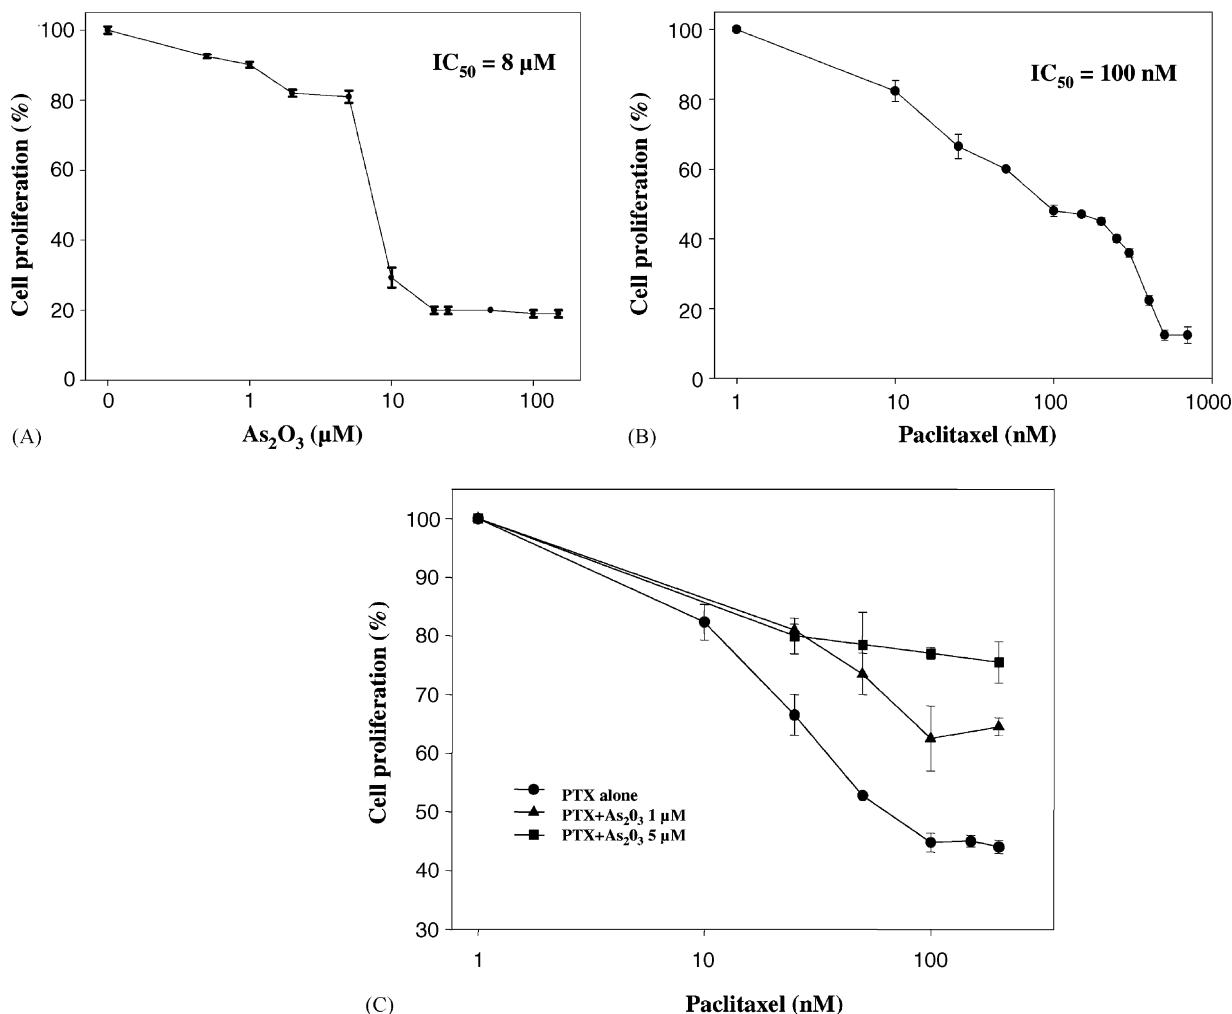 100
80
60
40
20
0
Cell proliferation (%)
IC50 = 8 µM
0 1 10 100
As2O3 (µM)
(A)
100
80
60
40
20
0
Cell proliferation (%)
IC50 = 100 nM
1 10 100 1000
Paclitaxel (nM)
(B)
100
90
80
70
60
50
40
30
Cell proliferation (%)
PTX alone
PTX+As203 1 µM
PTX+As203 5 µM
1 10 100
Paclitaxel (nM)
(C)